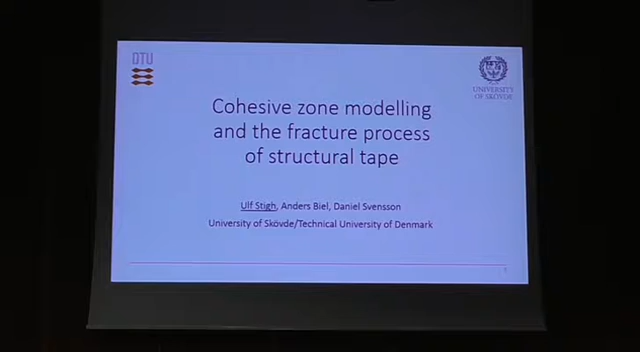 DTU
UNIVERSITY
OF SKÖVDE
Cohesive zone modelling
and the fracture process
of structural tape
Ulf Stigh, Anders Biel, Daniel Svensson
University of Skövde/Technical University of Denmark